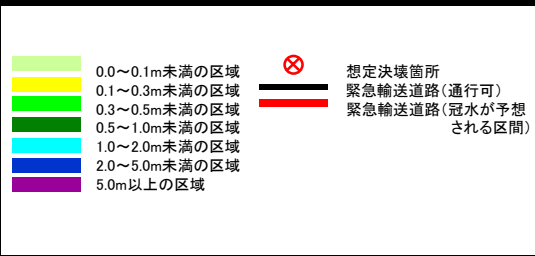 0.0～0.1m未満の区域
0.1～0.3m未満の区域
0.3～0.5m未満の区域
0.5～1.0m未満の区域
1.0～2.0m未満の区域
2.0～5.0m未満の区域
5.0m以上の区域
想定決壊箇所
緊急輸送道路(通行可)
緊急輸送道路(冠水が予想
される区間)